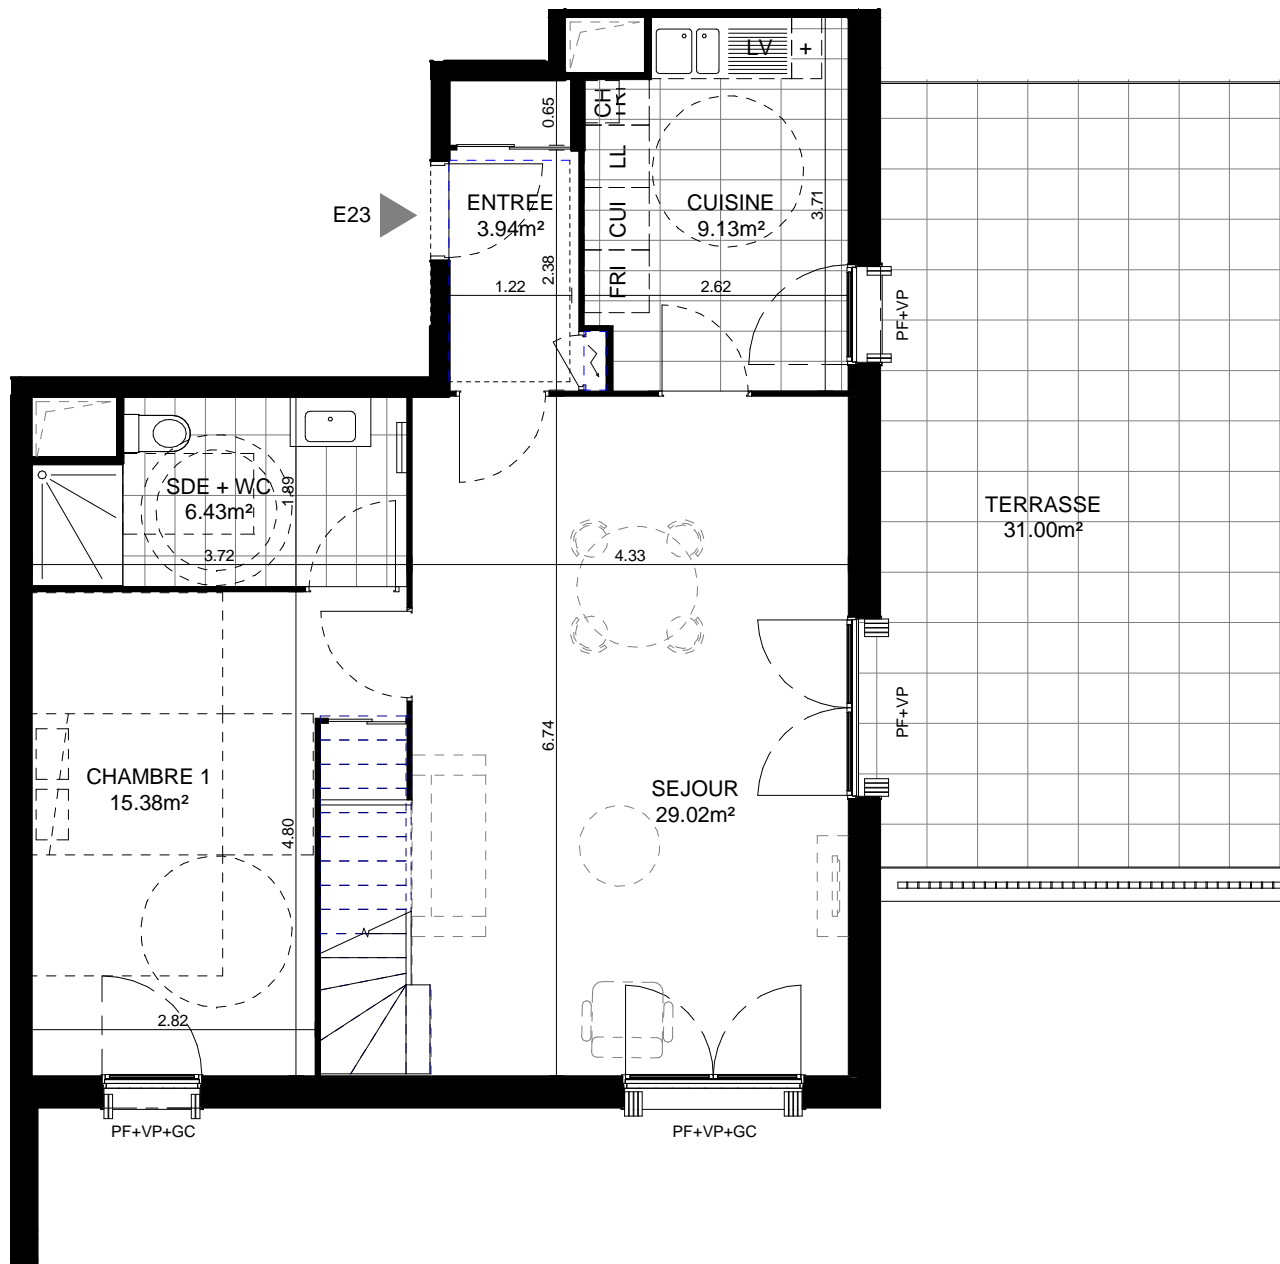 LV +
CH
TRI
0.65
LL
E23
ENTREE
3.94m²
CUISINE
9.13m²
3.71
CUI
2.38
FRI
1.22
2.62
PF+VP
SDE + WC
6.43m²
1.89
TERRASSE
31.00m²
3.72
4.33
PF+VP
6.74
CHAMBRE 1
15.38m²
SEJOUR
29.02m²
4.80
2.82
PF+VP+GC
PF+VP+GC